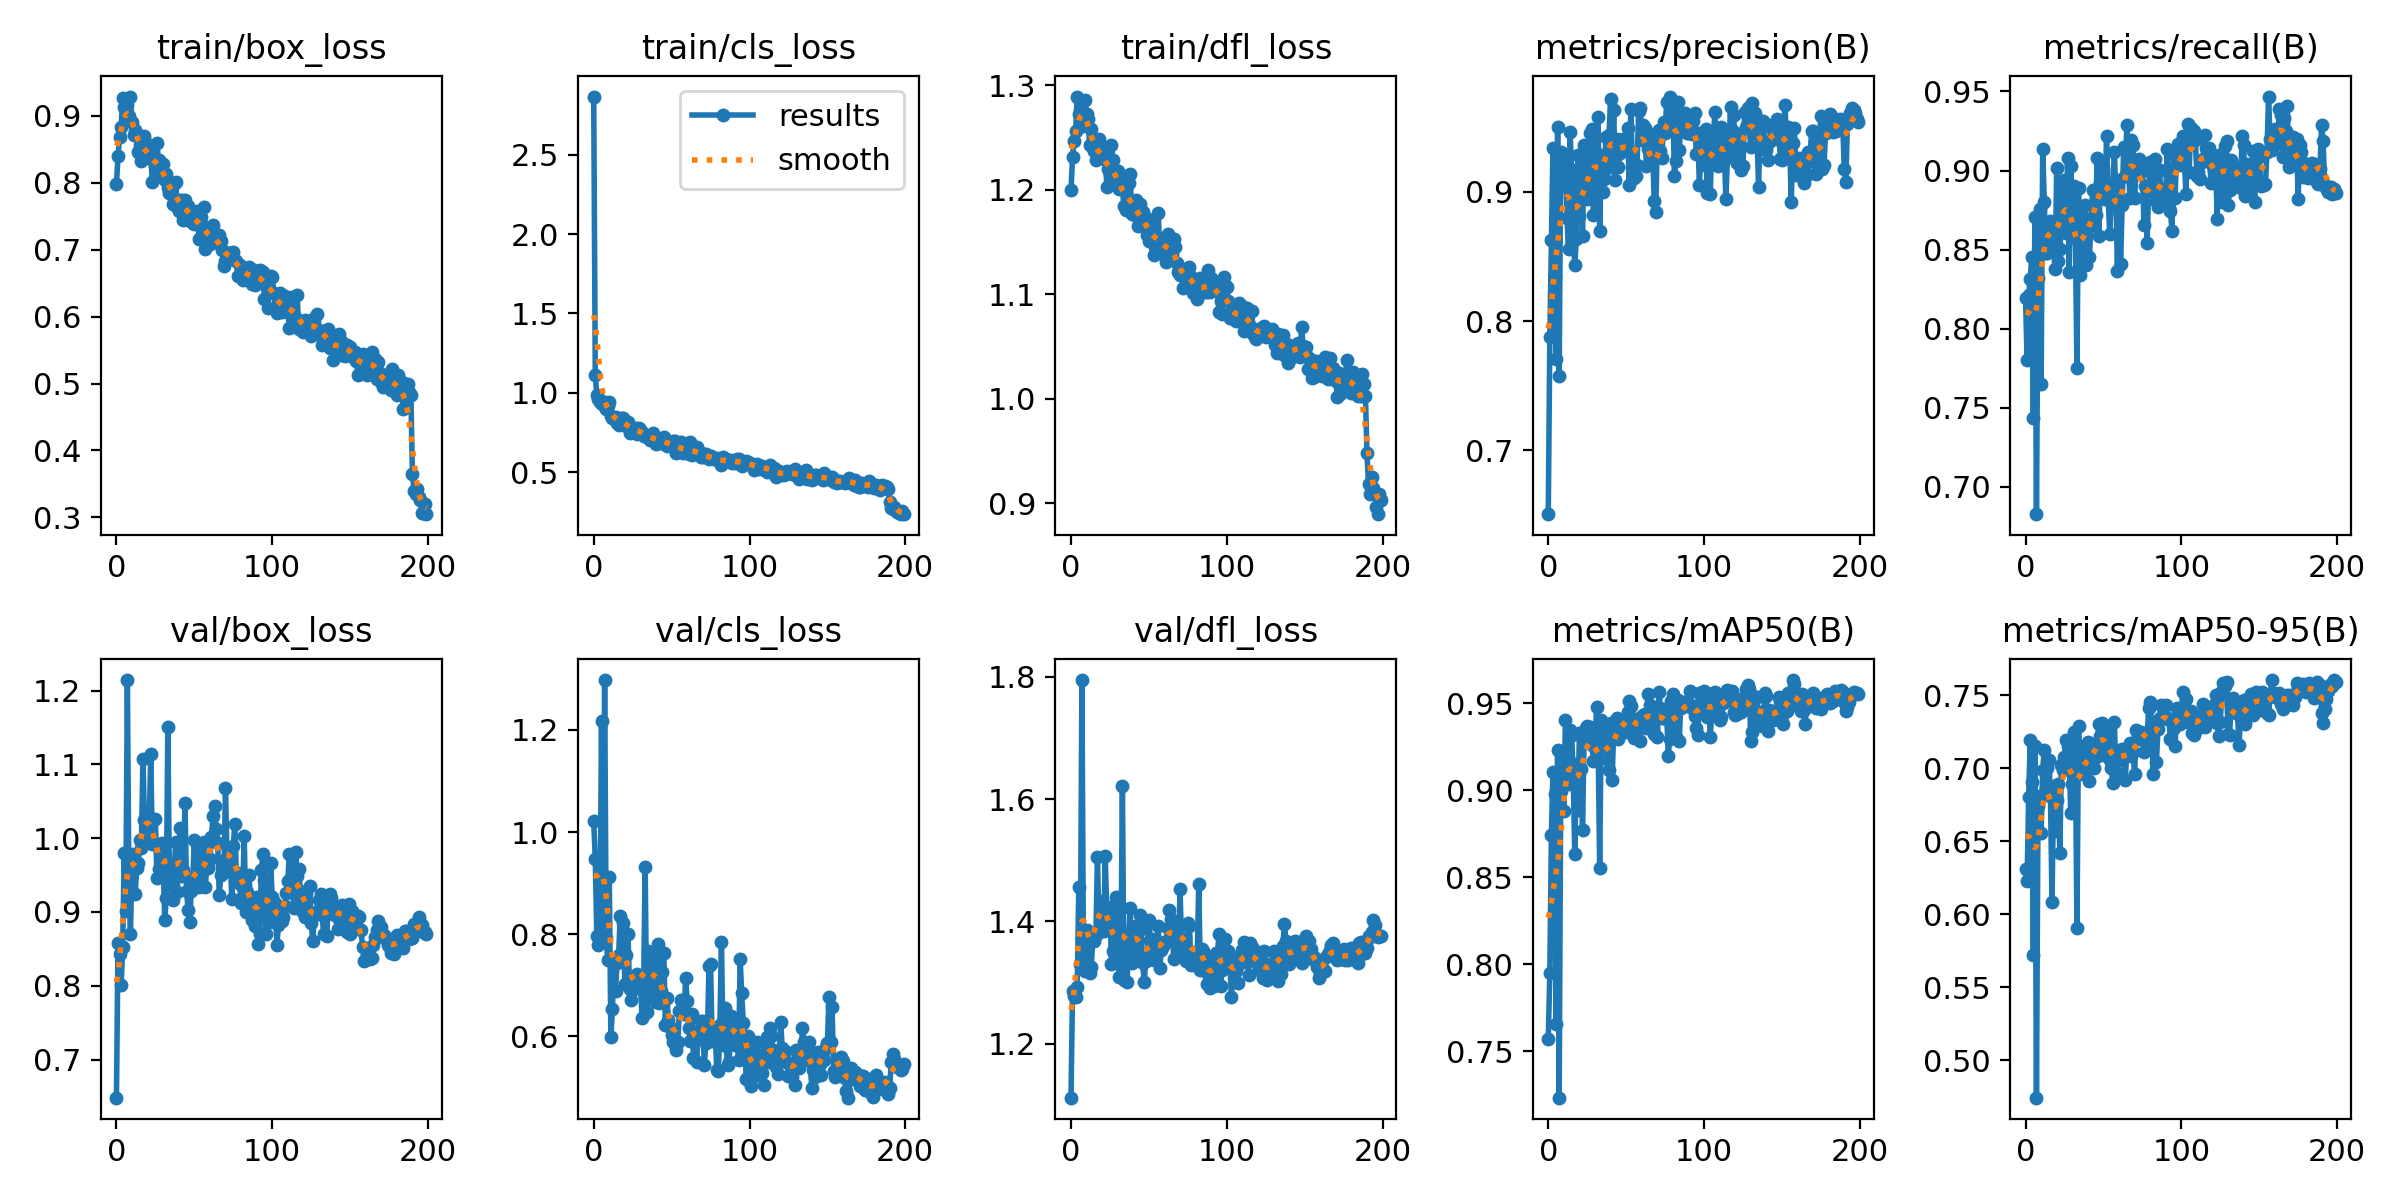 train/box_loss
0.9
0.8
0.7
0.6
0.5
0.4
0.3
0 100 200
train/cls_loss
results
smooth
2.5
2.0
1.5
1.0
0.5
0 100 200
train/dfl_loss
1.3
1.2
1.1
1.0
0.9
0 100 200
metrics/precision(B)
0.9
0.8
0.7
0 100 200
metrics/recall(B)
0.95
0.90
0.85
0.80
0.75
0.70
0 100 200
val/box_loss
1.2
1.1
1.0
0.9
0.8
0.7
0 100 200
val/cls_loss
1.2
1.0
0.8
0.6
0 100 200
val/dfl_loss
1.8
1.6
1.4
1.2
0 100 200
metrics/mAP50(B)
0.95
0.90
0.85
0.80
0.75
0 100 200
metrics/mAP50-95(B)
0.75
0.70
0.65
0.60
0.55
0.50
0 100 200